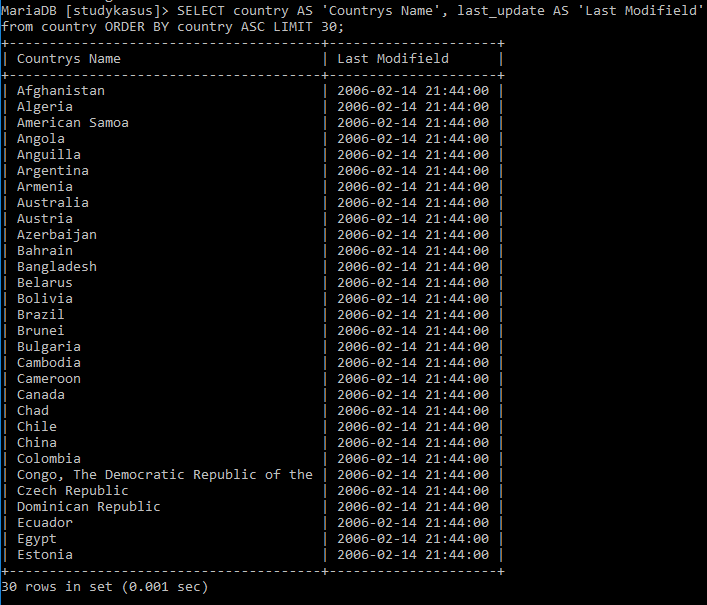 MariaDB [studykasus]> SELECT country AS 'Countrys Name', last_update AS 'Last Modifield'
from country ORDER BY country ASC LIMIT 30;
+----------------------------------------+---------------------+
| Countrys Name                          | Last Modifield      |
+----------------------------------------+---------------------+
| Afghanistan                            | 2006-02-14 21:44:00 |
| Algeria                                | 2006-02-14 21:44:00 |
| American Samoa                         | 2006-02-14 21:44:00 |
| Angola                                 | 2006-02-14 21:44:00 |
| Anguilla                               | 2006-02-14 21:44:00 |
| Argentina                              | 2006-02-14 21:44:00 |
| Armenia                                | 2006-02-14 21:44:00 |
| Australia                              | 2006-02-14 21:44:00 |
| Austria                                | 2006-02-14 21:44:00 |
| Azerbaijan                             | 2006-02-14 21:44:00 |
| Bahrain                                | 2006-02-14 21:44:00 |
| Bangladesh                             | 2006-02-14 21:44:00 |
| Belarus                                | 2006-02-14 21:44:00 |
| Bolivia                                | 2006-02-14 21:44:00 |
| Brazil                                 | 2006-02-14 21:44:00 |
| Brunei                                 | 2006-02-14 21:44:00 |
| Bulgaria                               | 2006-02-14 21:44:00 |
| Cambodia                               | 2006-02-14 21:44:00 |
| Cameroon                               | 2006-02-14 21:44:00 |
| Canada                                 | 2006-02-14 21:44:00 |
| Chad                                   | 2006-02-14 21:44:00 |
| Chile                                  | 2006-02-14 21:44:00 |
| China                                  | 2006-02-14 21:44:00 |
| Colombia                               | 2006-02-14 21:44:00 |
| Congo, The Democratic Republic of the  | 2006-02-14 21:44:00 |
| Czech Republic                         | 2006-02-14 21:44:00 |
| Dominican Republic                     | 2006-02-14 21:44:00 |
| Ecuador                                | 2006-02-14 21:44:00 |
| Egypt                                  | 2006-02-14 21:44:00 |
| Estonia                                | 2006-02-14 21:44:00 |
+----------------------------------------+---------------------+
30 rows in set (0.001 sec)